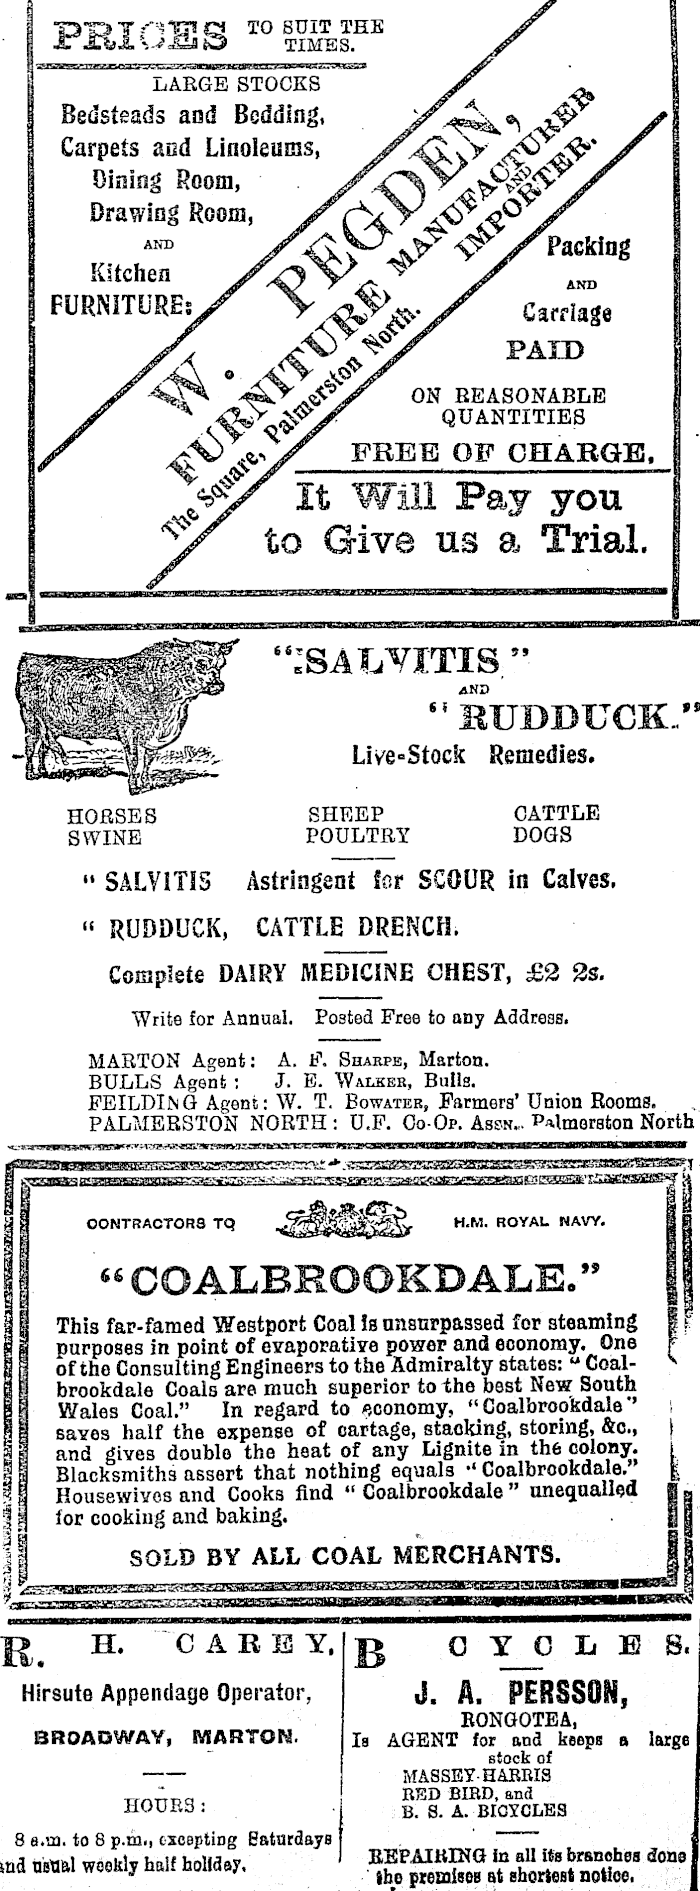 PRICES TO SUIT THE
TIMES.
LARGE STOCKS
Bedsteads and Bedding,
Carpets and Linoleums,
Dining Room,
Drawing Room,
AND
Kitchen
FURNITURE:
W. PEGDEN,
FURNITURE MANUFACTURER
AND
IMPORTER.
The Square, Palmerston North.
Packing
AND
Carriage
PAID
ON REASONABLE
QUANTITIES
FREE OF CHARGE.
It Will Pay you
to Give us a Trial.
"SALVITIS"
AND
"RUDDUCK."
Live-Stock Remedies.
HORSES SHEEP CATTLE
SWINE POULTRY DOGS
" SALVITIS Astringent for SCOUR in Calves.
" RUDDUCK, CATTLE DRENCH.
Complete DAIRY MEDICINE CHEST, £2 2s.
Write for Annual. Posted Free to any Address.
MARTON Agent: A. F. SHARPE, Marton.
BULLS Agent: J. E. WALKER, Bulls.
FEILDING Agent: W. T. BOWATER, Farmers' Union Rooms.
PALMERSTON NORTH: U.F. Co-Op. Assn.. Palmerston North
CONTRACTORS TO H.M. ROYAL NAVY.
"COALBROOKDALE."
This far-famed Westport Coal is unsurpassed for steaming
purposes in point of evaporative power and economy. One
of the Consulting Engineers to the Admiralty states: "Coal-
brookdale Coals are much superior to the best New South
Wales Coal." In regard to economy, "Coalbrookdale"
saves half the expense of cartage, stacking, storing, &c.,
and gives double the heat of any Lignite in the colony.
Blacksmiths assert that nothing equals "Coalbrookdale."
Housewives and Cooks find "Coalbrookdale" unequalled
for cooking and baking.
SOLD BY ALL COAL MERCHANTS.
R. H. CAREY,
Hirsute Appendage Operator,
BROADWAY, MARTON.
HOURS:
8 a.m. to 8 p.m., excepting Saturdays
and usual weekly half holiday.
B CYCLES.
J. A. PERSSON,
RONGOTEA,
Is AGENT for and keeps a large
stock of
MASSEY-HARRIS
RED BIRD, and
B. S. A. BICYCLES
REPAIRING in all its branches done
the premises at shortest notice.